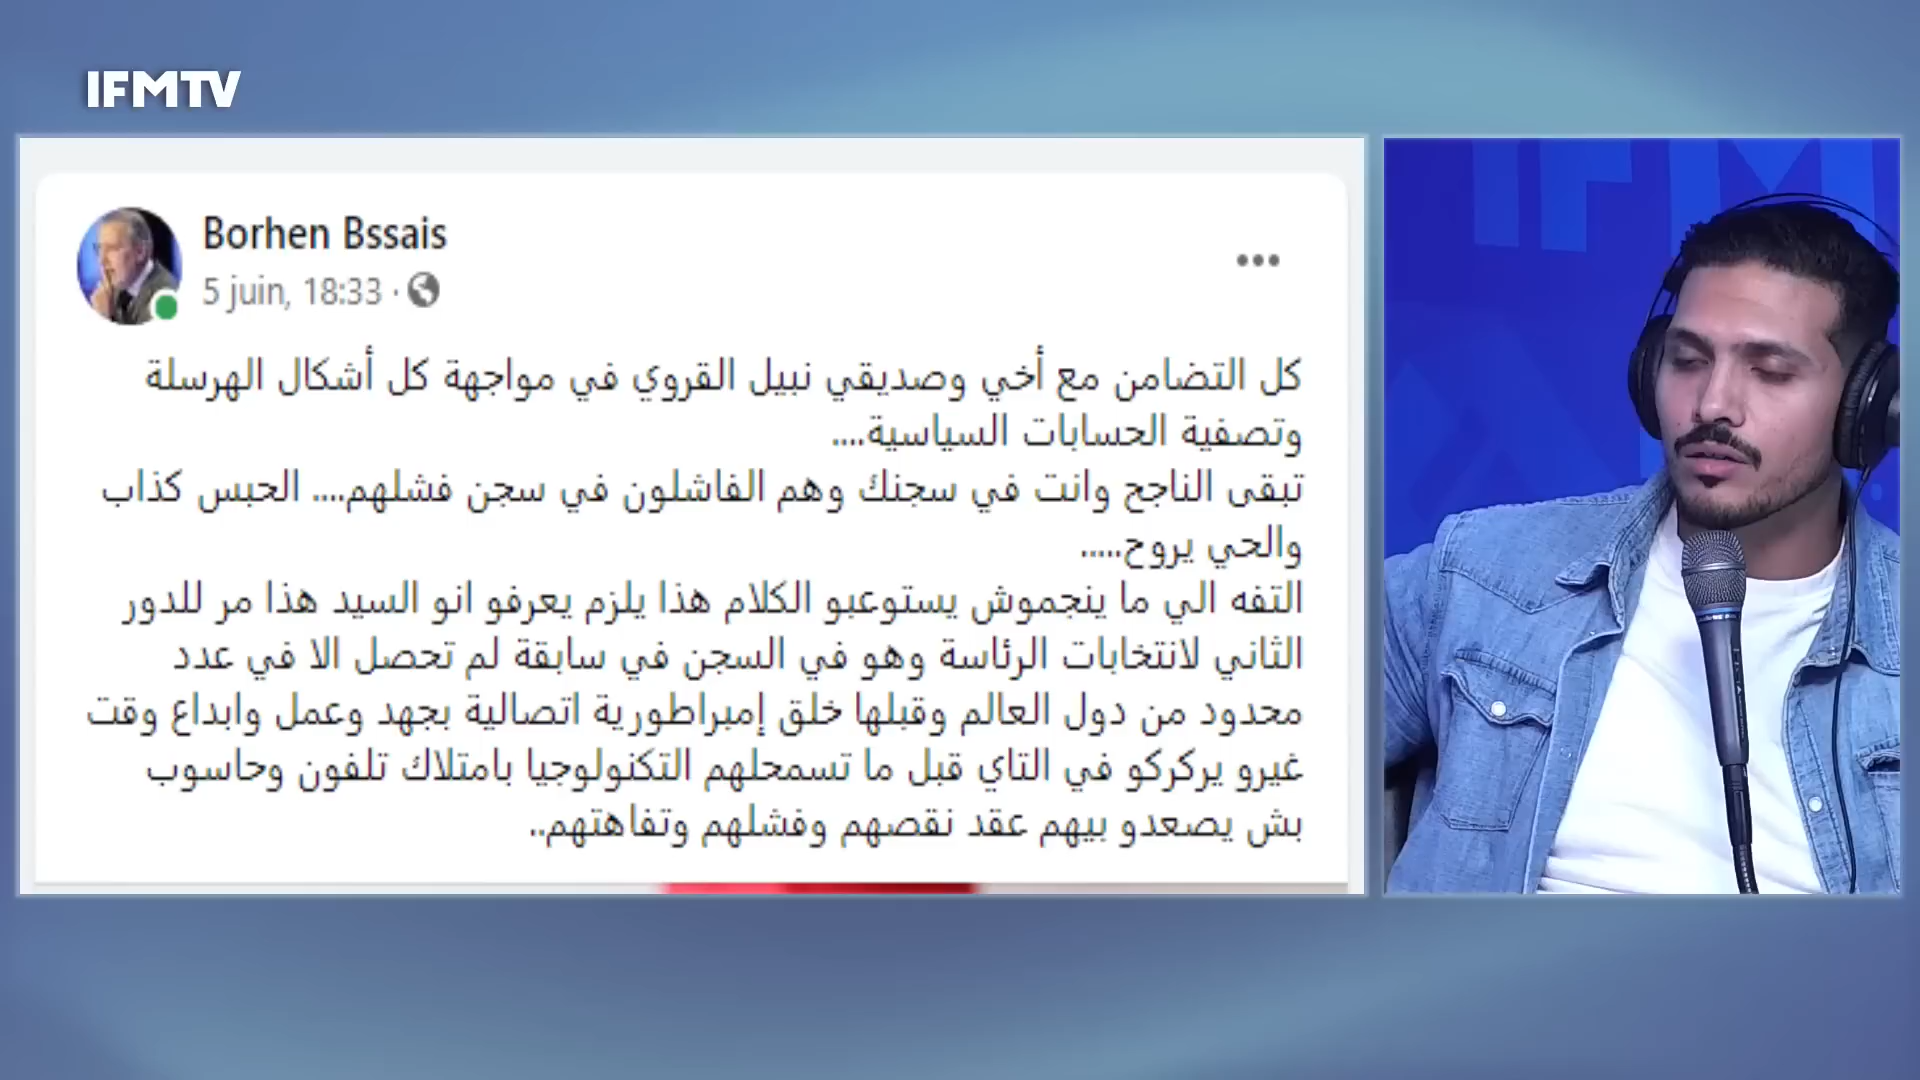 IFMTV
Borhen Bssais
5 juin, 18:33 ·
كل التضامن مع أخي وصديقي نبيل القروي في مواجهة كل أشكال الهرسلة
وتصفية الحسابات السياسية....
تبقى الناجح وانت في سجنك وهم الفاشلون في سجن فشلهم.... الحبس كذاب
والحي يروح.....
التفه الي ما ينجموش يستوعبو الكلام هذا يلزم يعرفو انو السيد هذا مر للدور
الثاني لانتخابات الرئاسة وهو في السجن في سابقة لم تحصل الا في عدد
محدود من دول العالم وقبلها خلق إمبراطورية اتصالية بجهد وعمل وابداع وقت
غيرو يركركو في التاي قبل ما تسمحلهم التكنولوجيا بامتلاك تلفون وحاسوب
بش يصعدو بيهم عقد نقصهم وفشلهم وتفاهتهم..